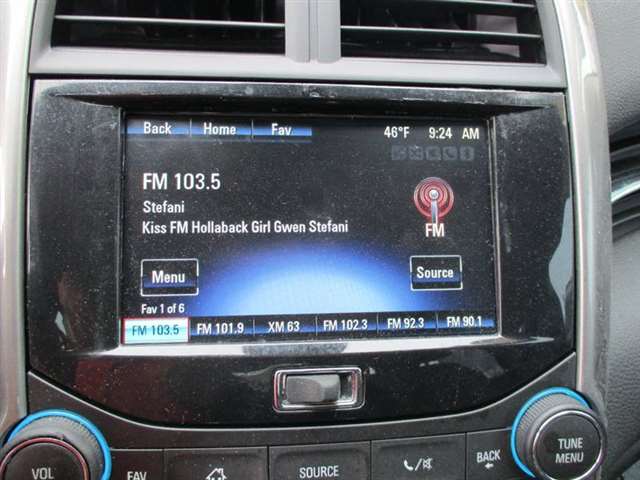 Back Home Fav 46°F 9:24 AM
FM 103.5
Stefani
Kiss FM Hollaback Girl Gwen Stefani
FM
Menu Source
Fav 1 of 6
FM 103.5 FM 101.9 XM 63 FM 102.3 FM 92.3 FM 90.1
VOL FAV SOURCE BACK TUNE
MENU